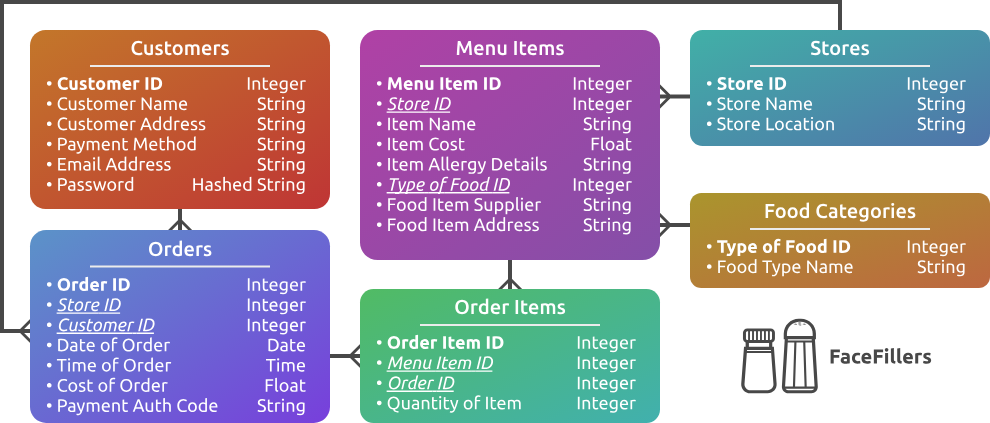 Customers
• Customer ID Integer
• Customer Name String
• Customer Address String
• Payment Method String
• Email Address String
• Password Hashed String
Menu Items
• Menu Item ID Integer
• Store ID Integer
• Item Name String
• Item Cost Float
• Item Allergy Details String
• Type of Food ID Integer
• Food Item Supplier String
• Food Item Address String
Stores
• Store ID Integer
• Store Name String
• Store Location String
Food Categories
• Type of Food ID Integer
• Food Type Name String
Orders
• Order ID Integer
• Store ID Integer
• Customer ID Integer
• Date of Order Date
• Time of Order Time
• Cost of Order Float
• Payment Auth Code String
Order Items
• Order Item ID Integer
• Menu Item ID Integer
• Order ID Integer
• Quantity of Item Integer
FaceFillers